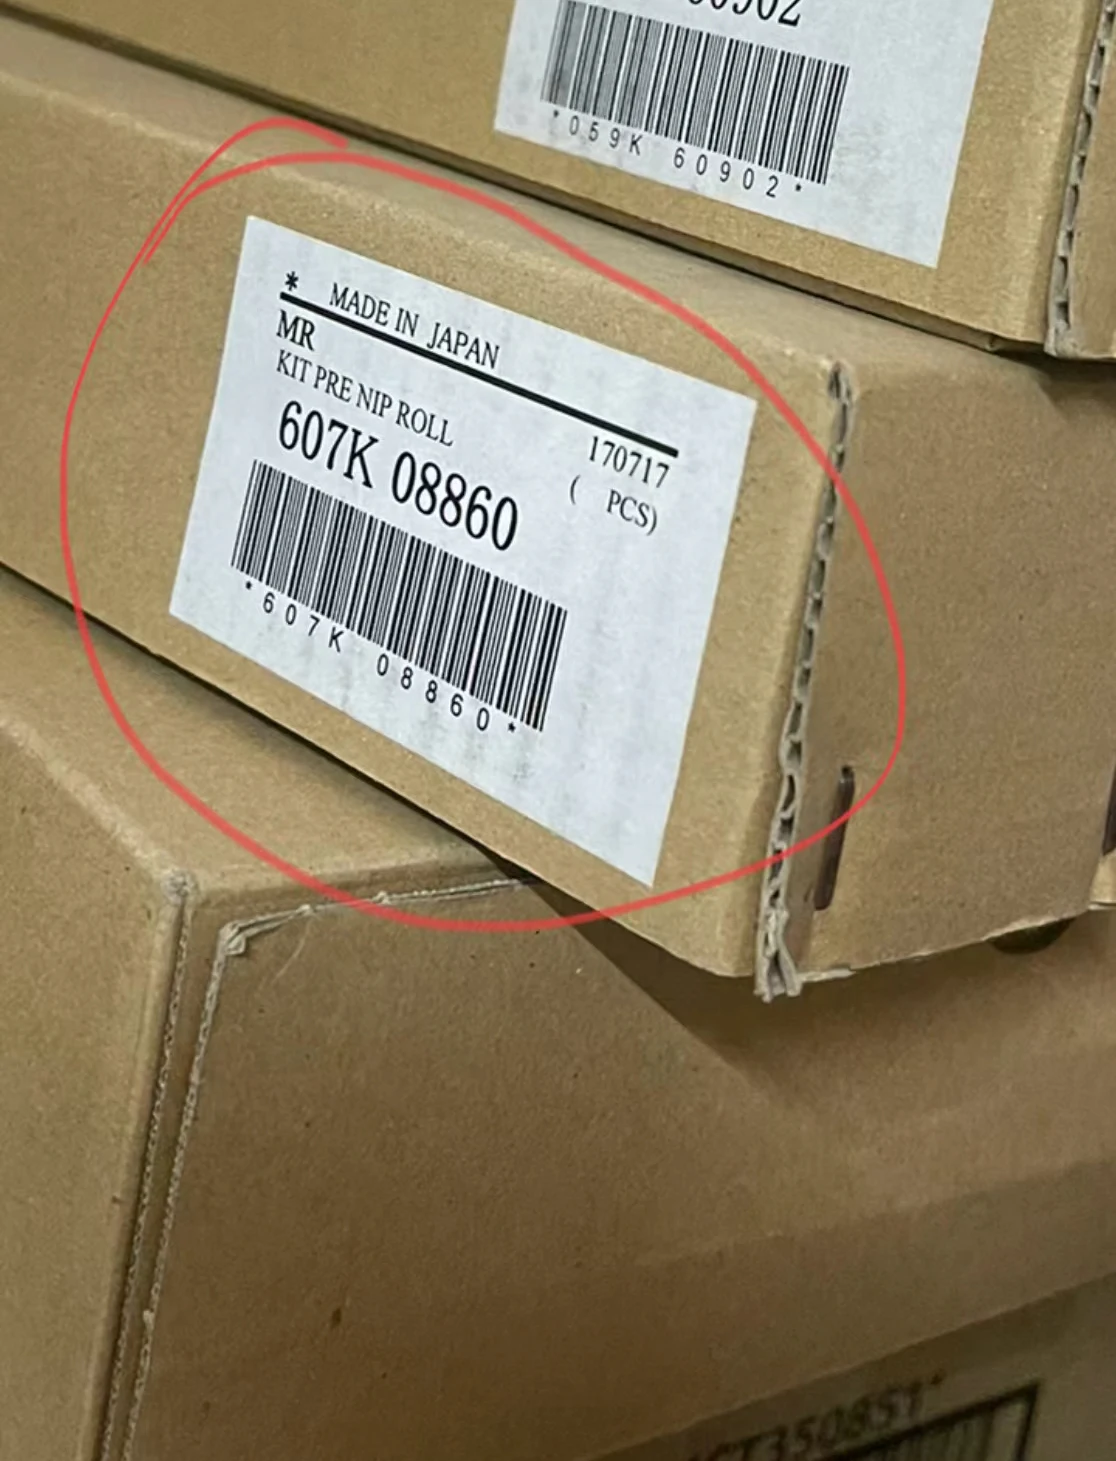 *059K 60902*
* MADE IN JAPAN
MR
KIT PRE NIP ROLL
170717
607K 08860
( PCS)
*607K 08860*